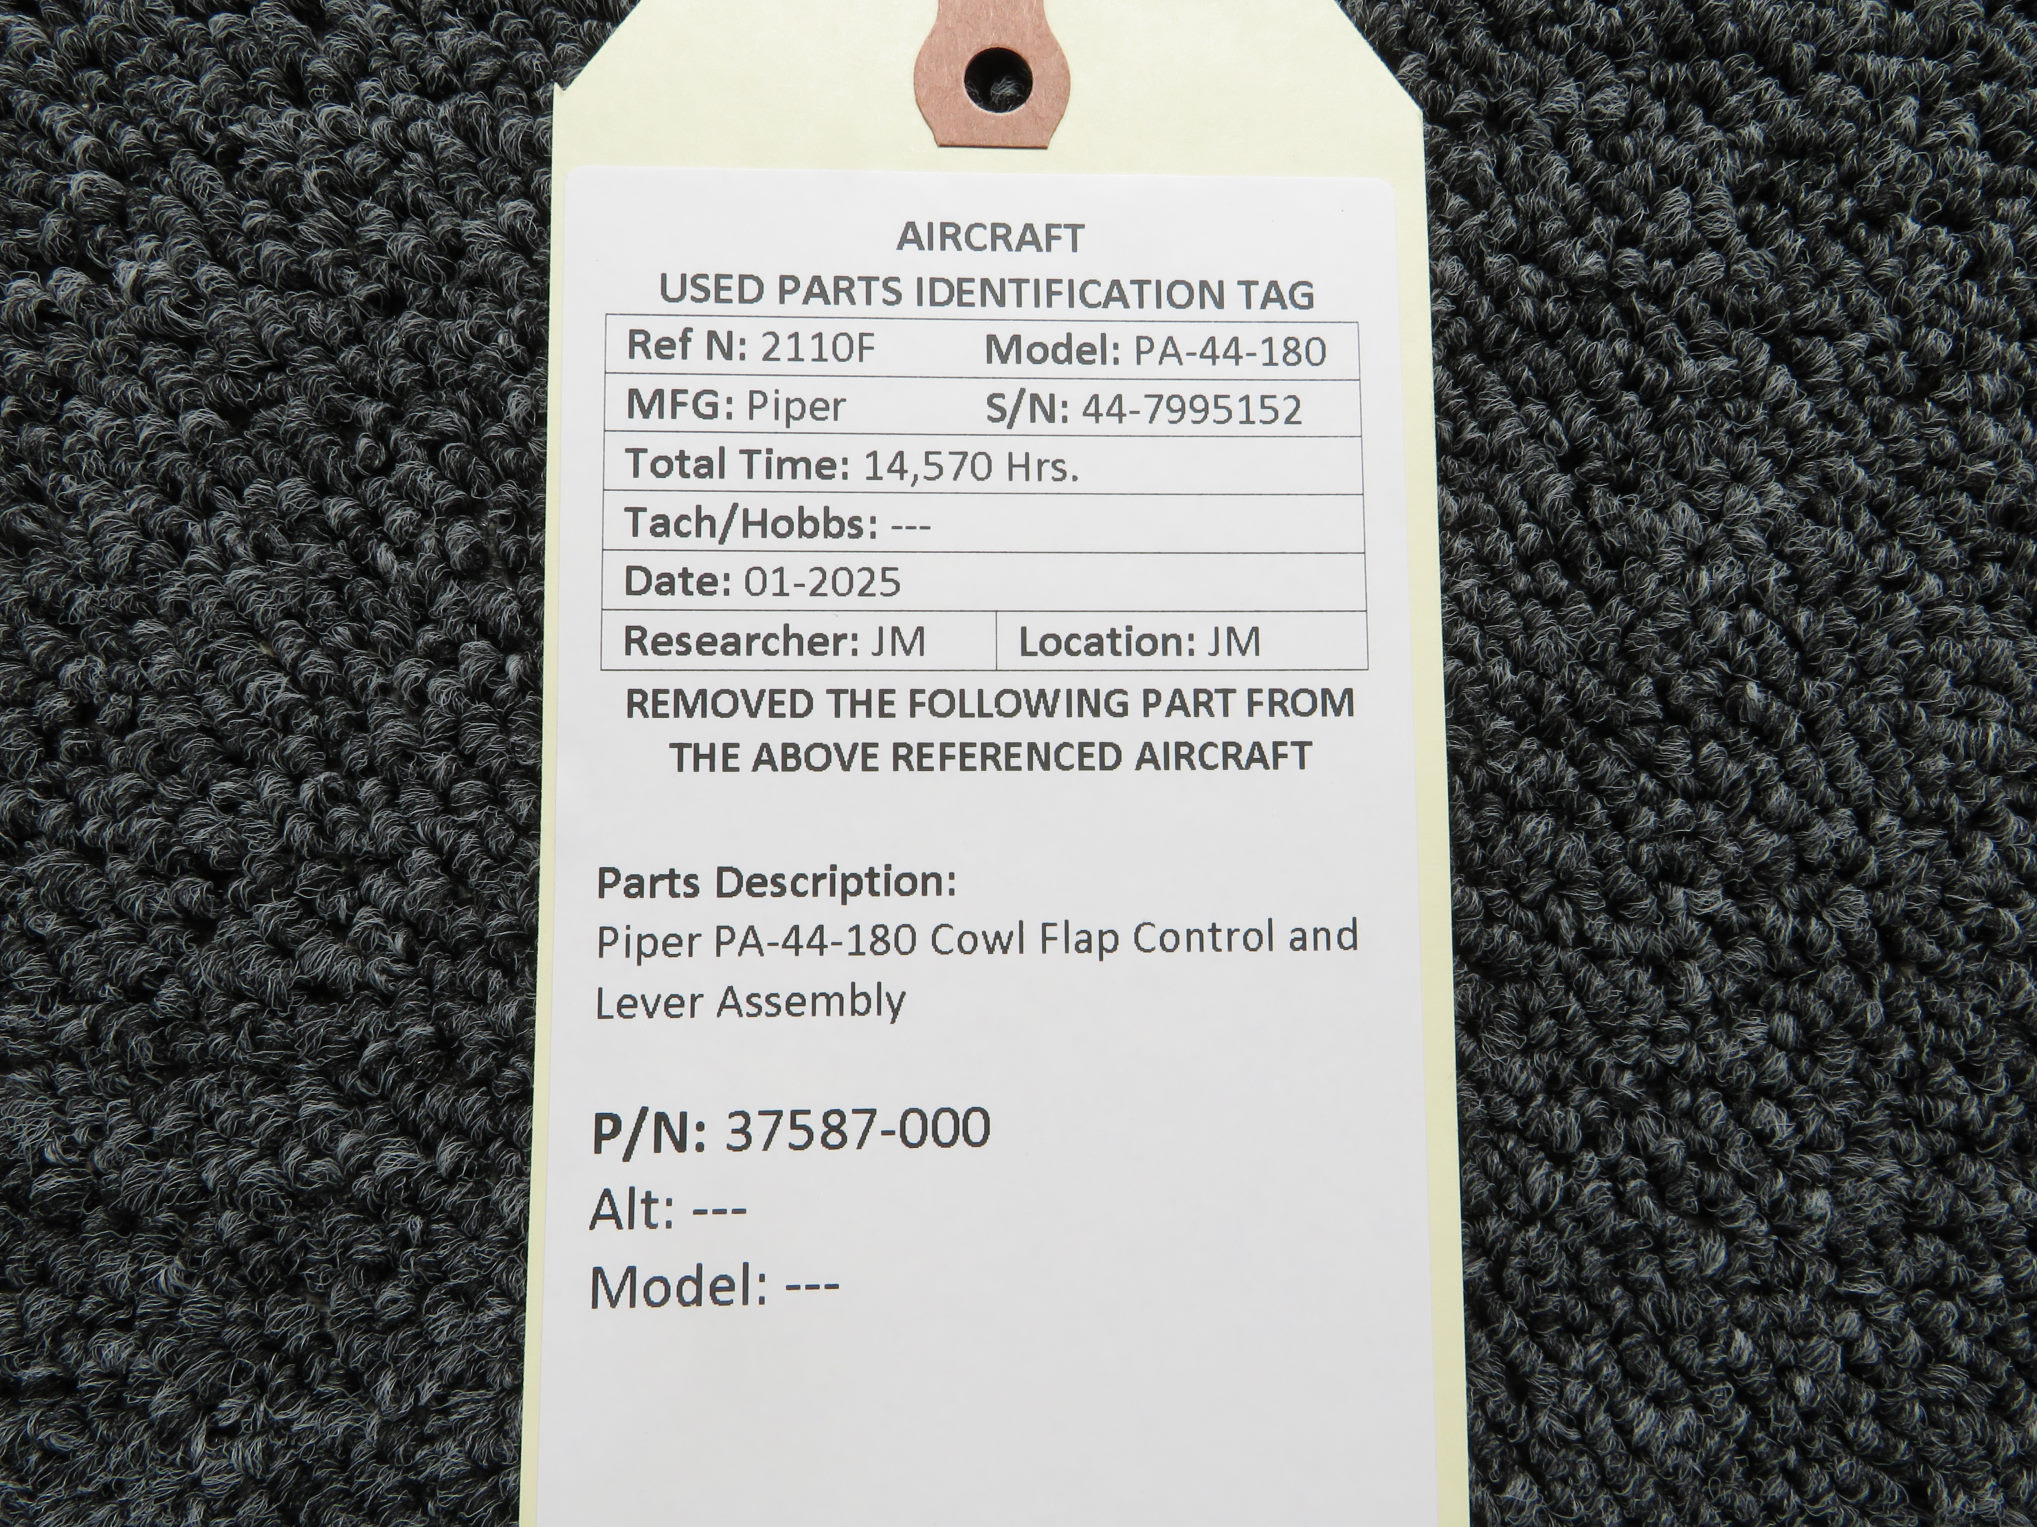 AIRCRAFT
USED PARTS IDENTIFICATION TAG
Ref N: 2110F Model: PA-44-180
MFG: Piper S/N: 44-7995152
Total Time: 14,570 Hrs.
Tach/Hobbs: ---
Date: 01-2025
Researcher: JM Location: JM
REMOVED THE FOLLOWING PART FROM
THE ABOVE REFERENCED AIRCRAFT
Parts Description:
Piper PA-44-180 Cowl Flap Control and
Lever Assembly
P/N: 37587-000
Alt: ---
Model: ---